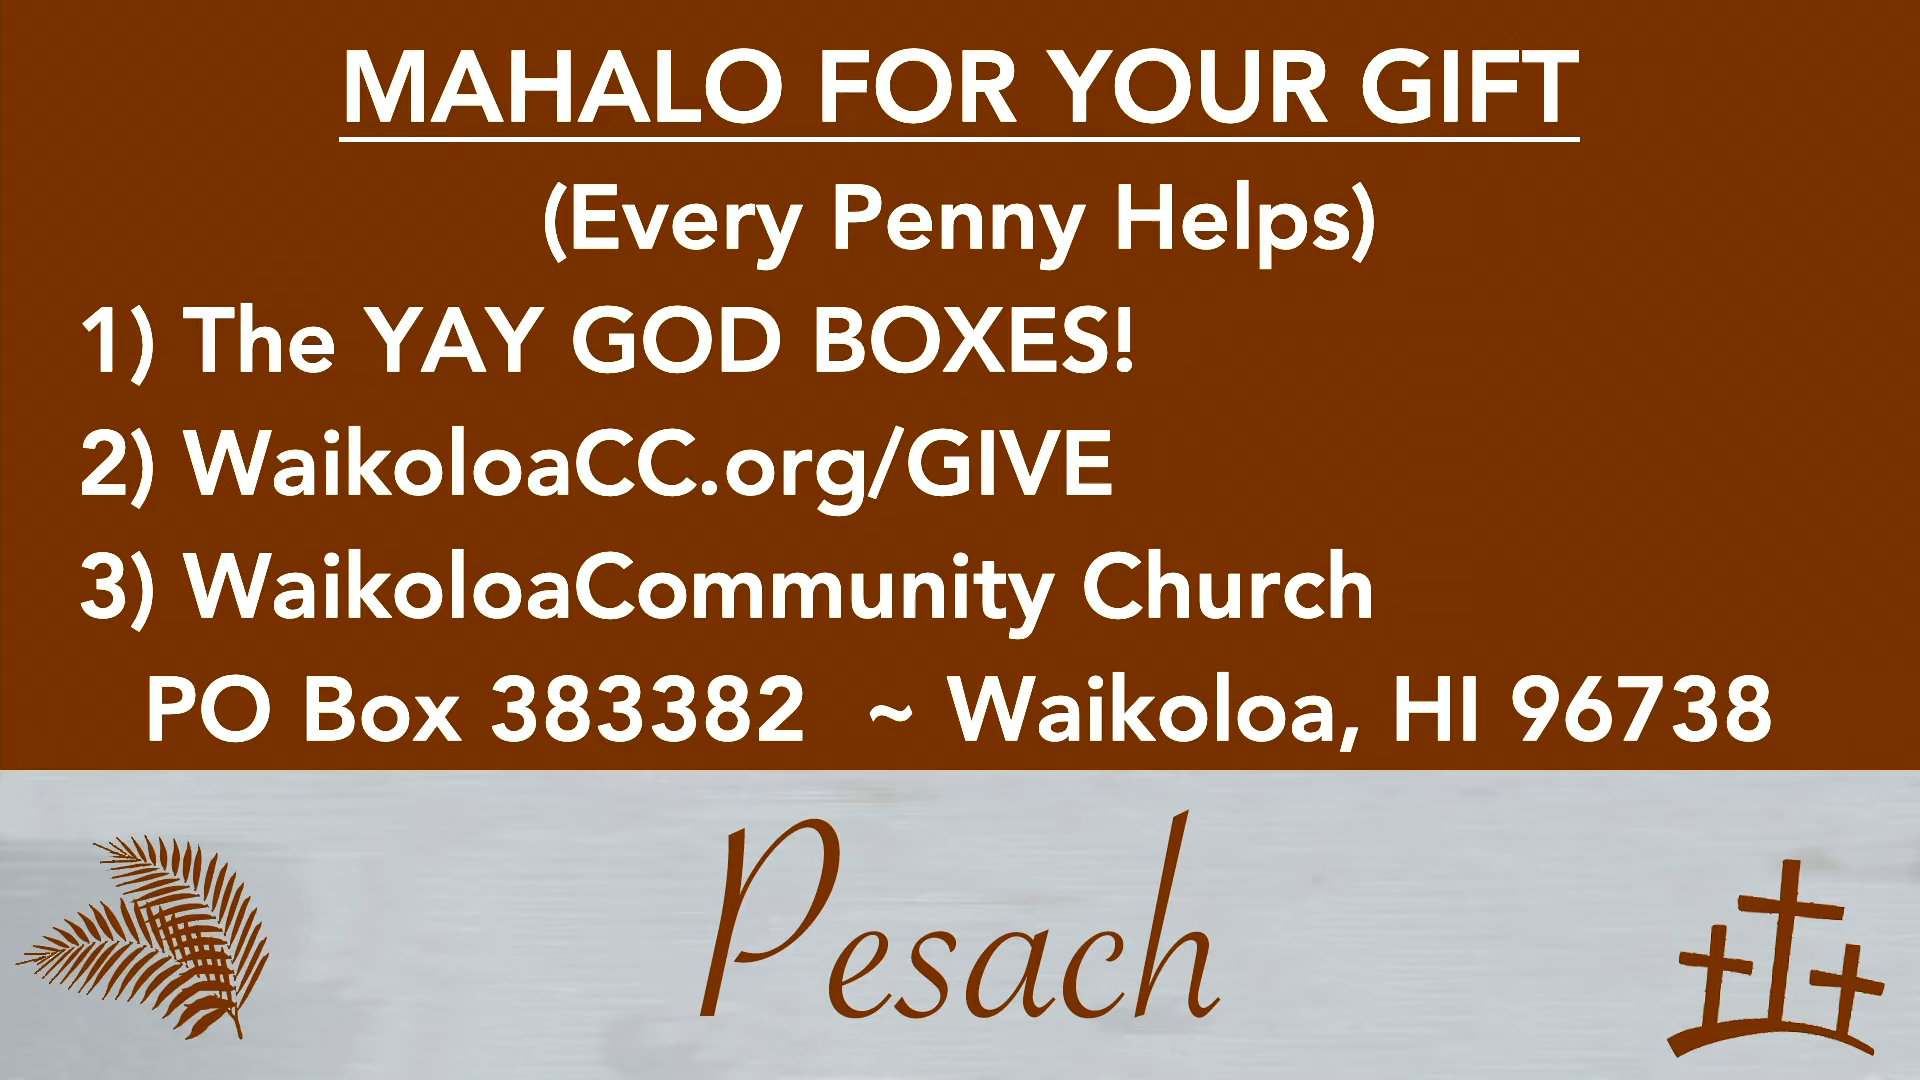 MAHALO FOR YOUR GIFT
(Every Penny Helps)
1) The YAY GOD BOXES!
2) WaikoloaCC.org/GIVE
3) WaikoloaCommunity Church
PO Box 383382 ~ Waikoloa, HI 96738
Pesach